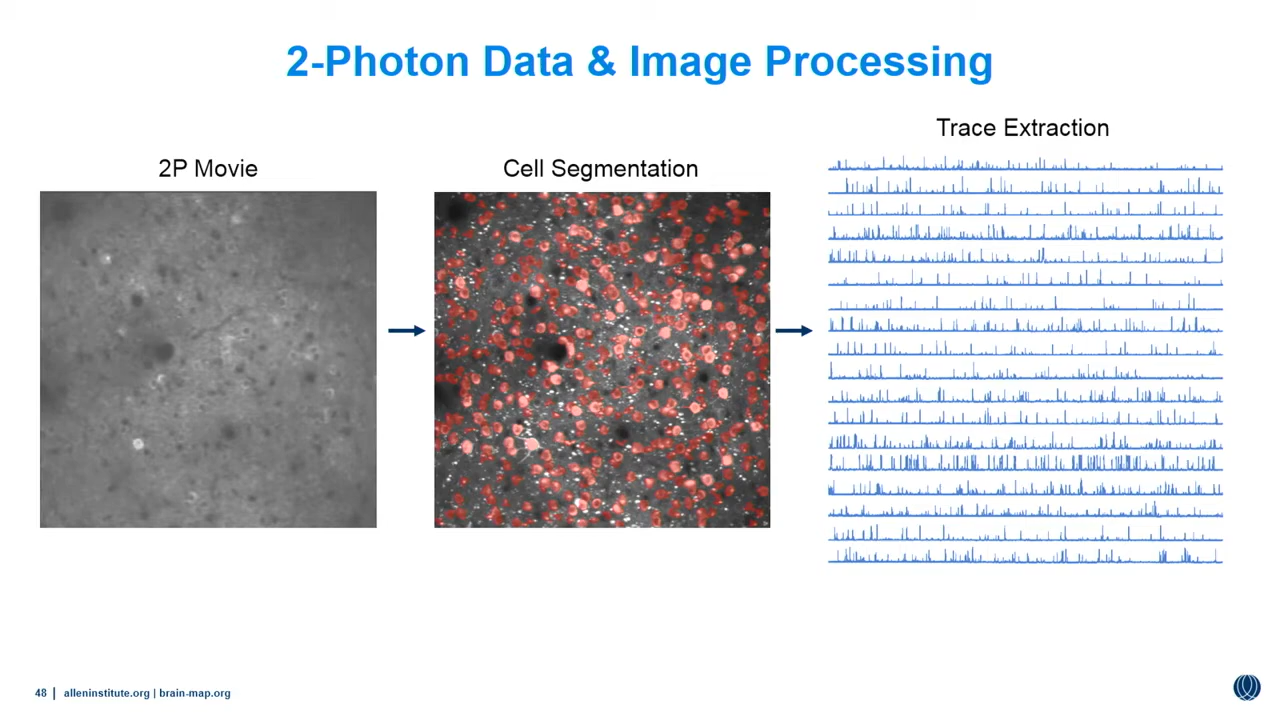 2-Photon Data & Image Processing
2P Movie
Cell Segmentation
Trace Extraction
48 | alleninstitute.org | brain-map.org